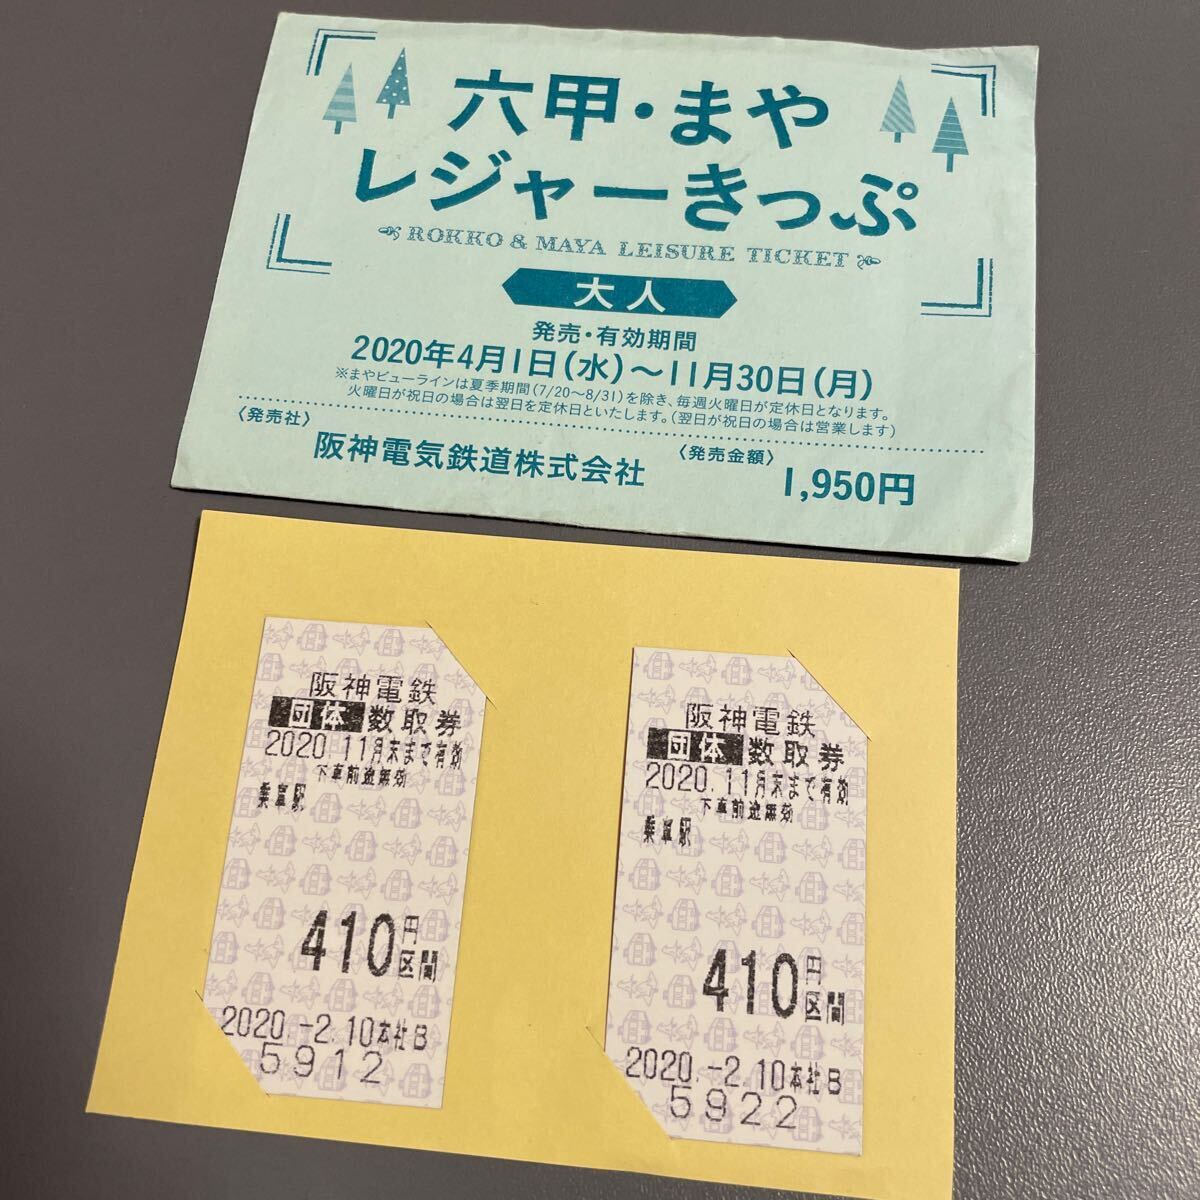 六甲・まや
レジャーきっぷ
ROKKO & MAYA LEISURE TICKET
大人
発売・有効期間
2020年4月1日(水)～11月30日(月)
※まやビューラインは夏季期間(7/20～8/31)を除き、毎週火曜日が定休日となります。
火曜日が祝日の場合は翌日を定休日といたします。(翌日が祝日の場合は営業します)
〈発売社〉
阪神電気鉄道株式会社
〈発売金額〉
1,950円
阪神電鉄
団体 数取券
2020.11月末まで有効
下車前途無効
乗車駅
410円
区間
2020.-2.10本社B
5912
阪神電鉄
団体 数取券
2020.11月末まで有効
下車前途無効
乗車駅
410円
区間
2020.-2.10本社B
5922